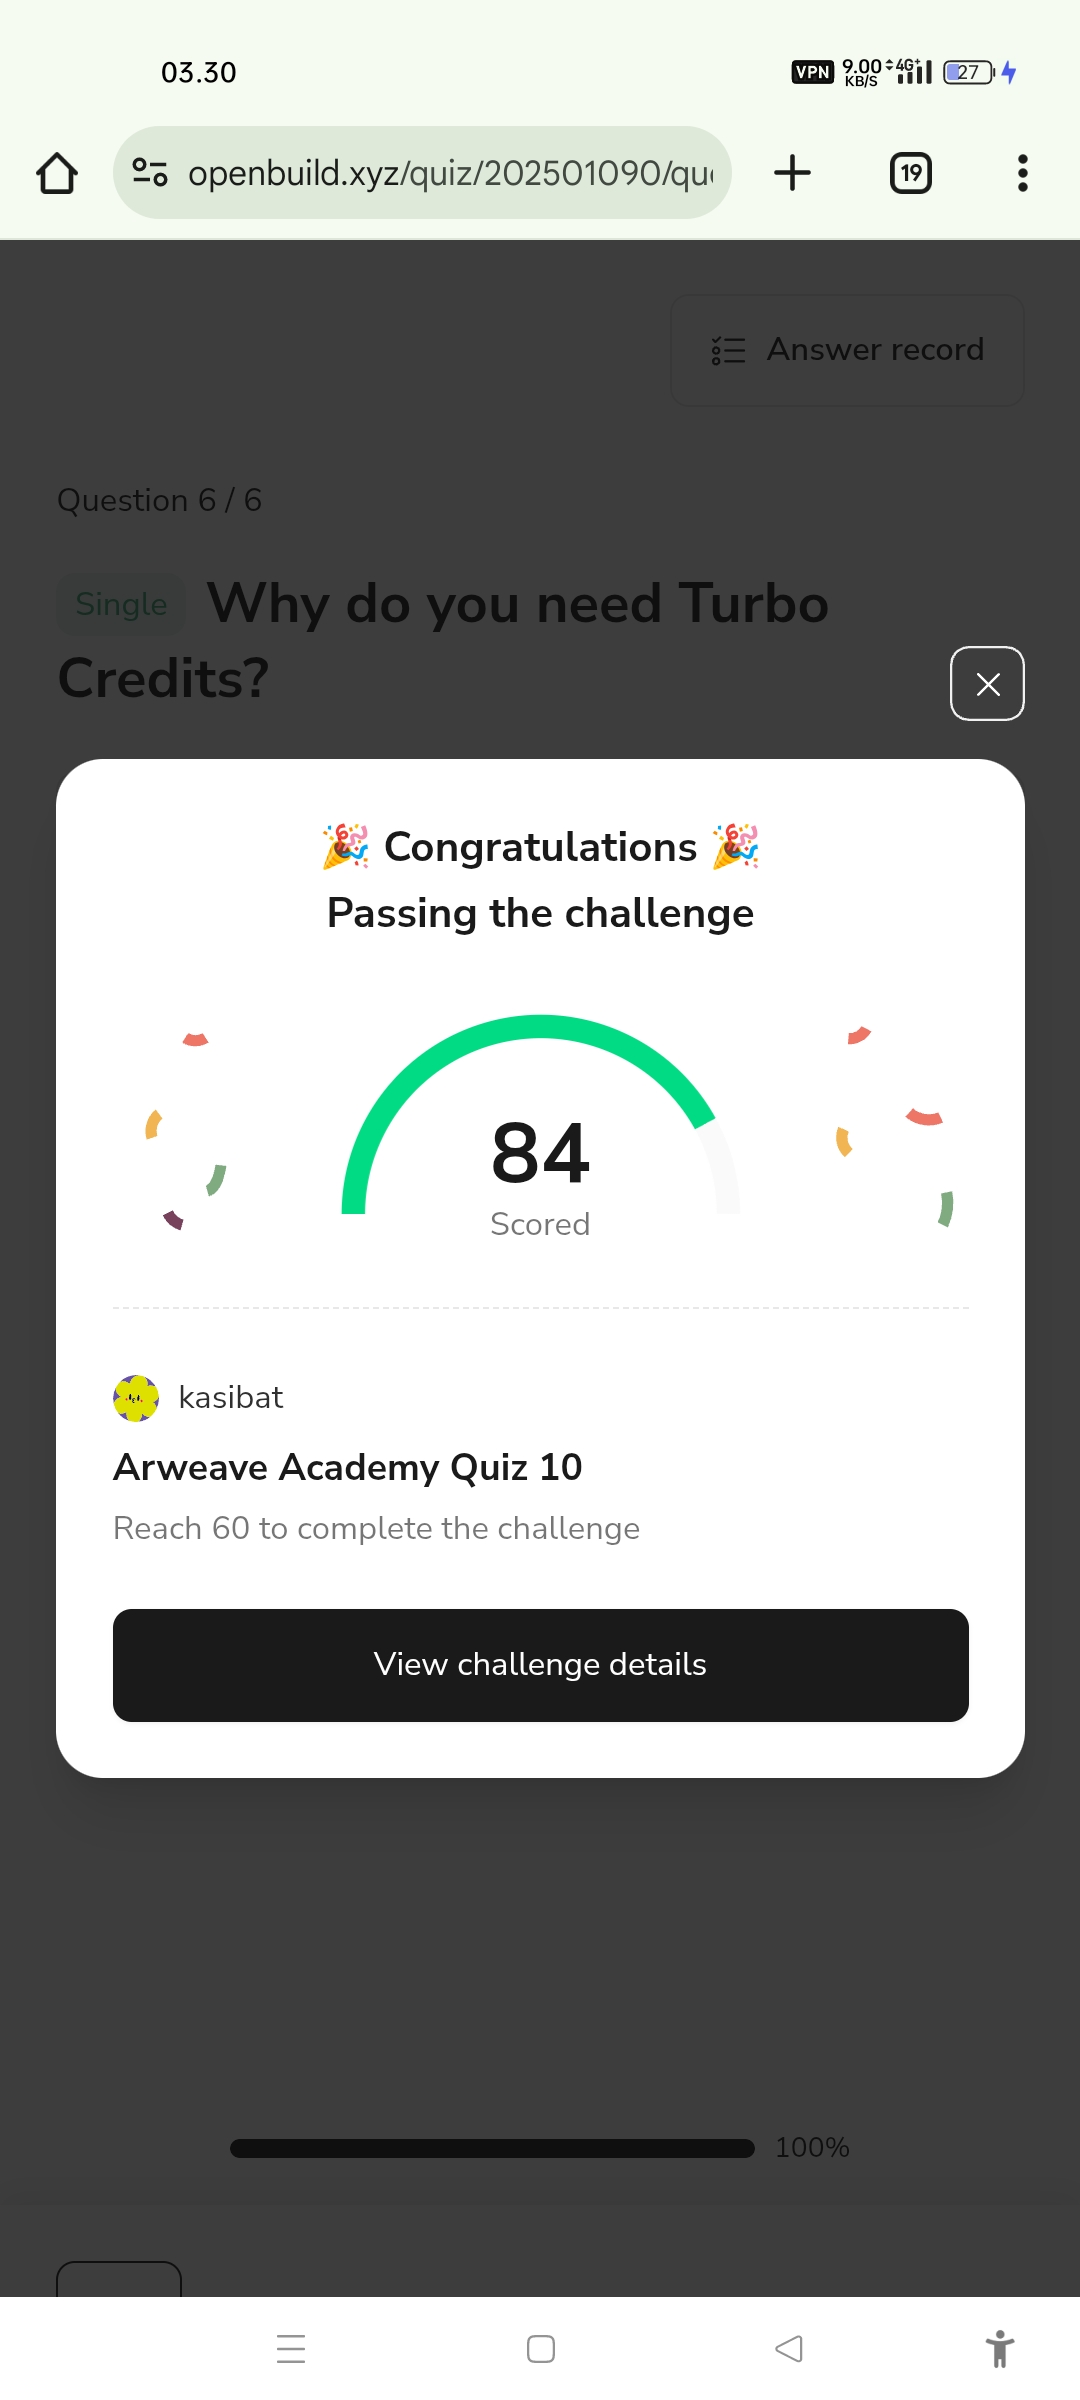 03.30
VPN 9.00 KB/S 4G+ 27
openbuild.xyz/quiz/202501090/qu
19
Answer record
Question 6 / 6
Single Why do you need Turbo
Credits?
🎉 Congratulations 🎉
Passing the challenge
84
Scored
kasibat
Arweave Academy Quiz 10
Reach 60 to complete the challenge
View challenge details
100%